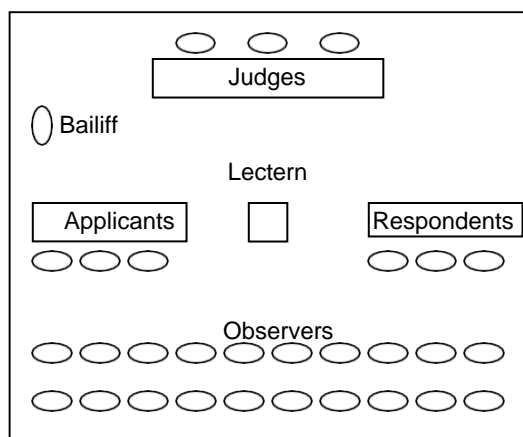 Judges
Bailiff
Lectern
Applicants
Respondents
Observers